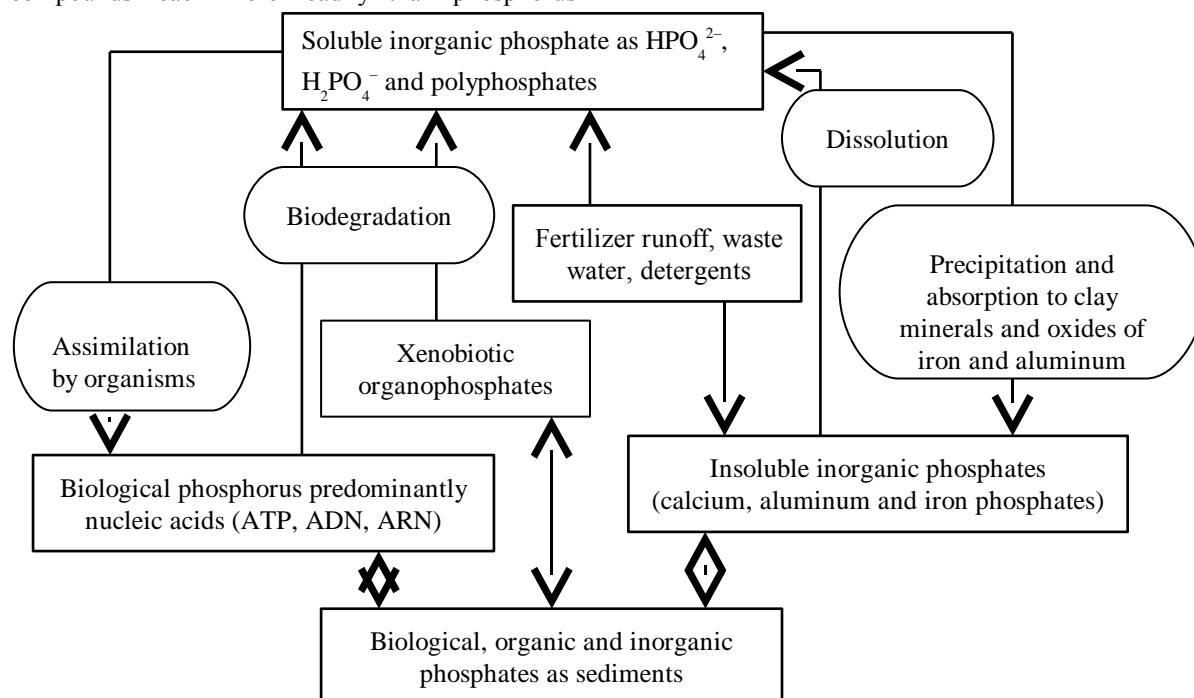 Soluble inorganic phosphate as HPO₄²⁻,
H₂PO₄⁻ and polyphosphates
Dissolution
Biodegradation
Fertilizer runoff, waste
water, detergents
Precipitation and
absorption to clay
minerals and oxides of
iron and aluminum
Assimilation
by organisms
Xenobiotic
organophosphates
Biological phosphorus predominantly
nucleic acids (ATP, ADN, ARN)
Insoluble inorganic phosphates
(calcium, aluminum and iron phosphates)
Biological, organic and inorganic
phosphates as sediments